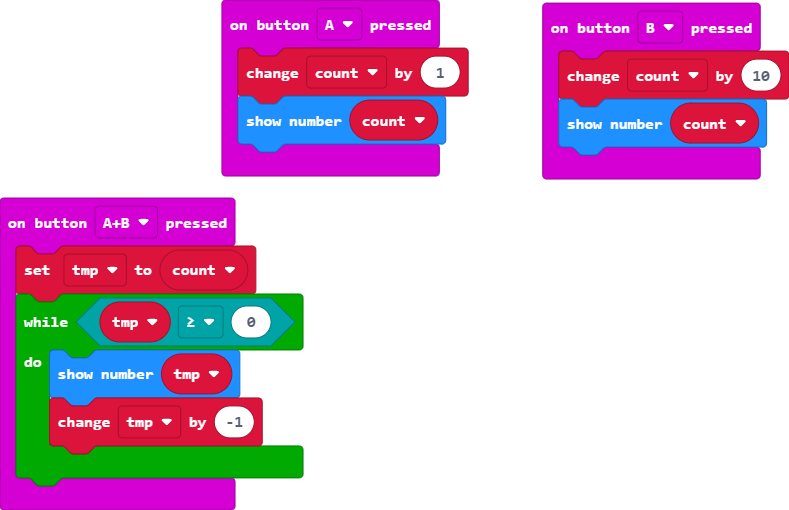 on button A pressed
change count by 1
show number count
on button B pressed
change count by 10
show number count
on button A+B pressed
set tmp to count
while tmp ≥ 0
do
show number tmp
change tmp by -1